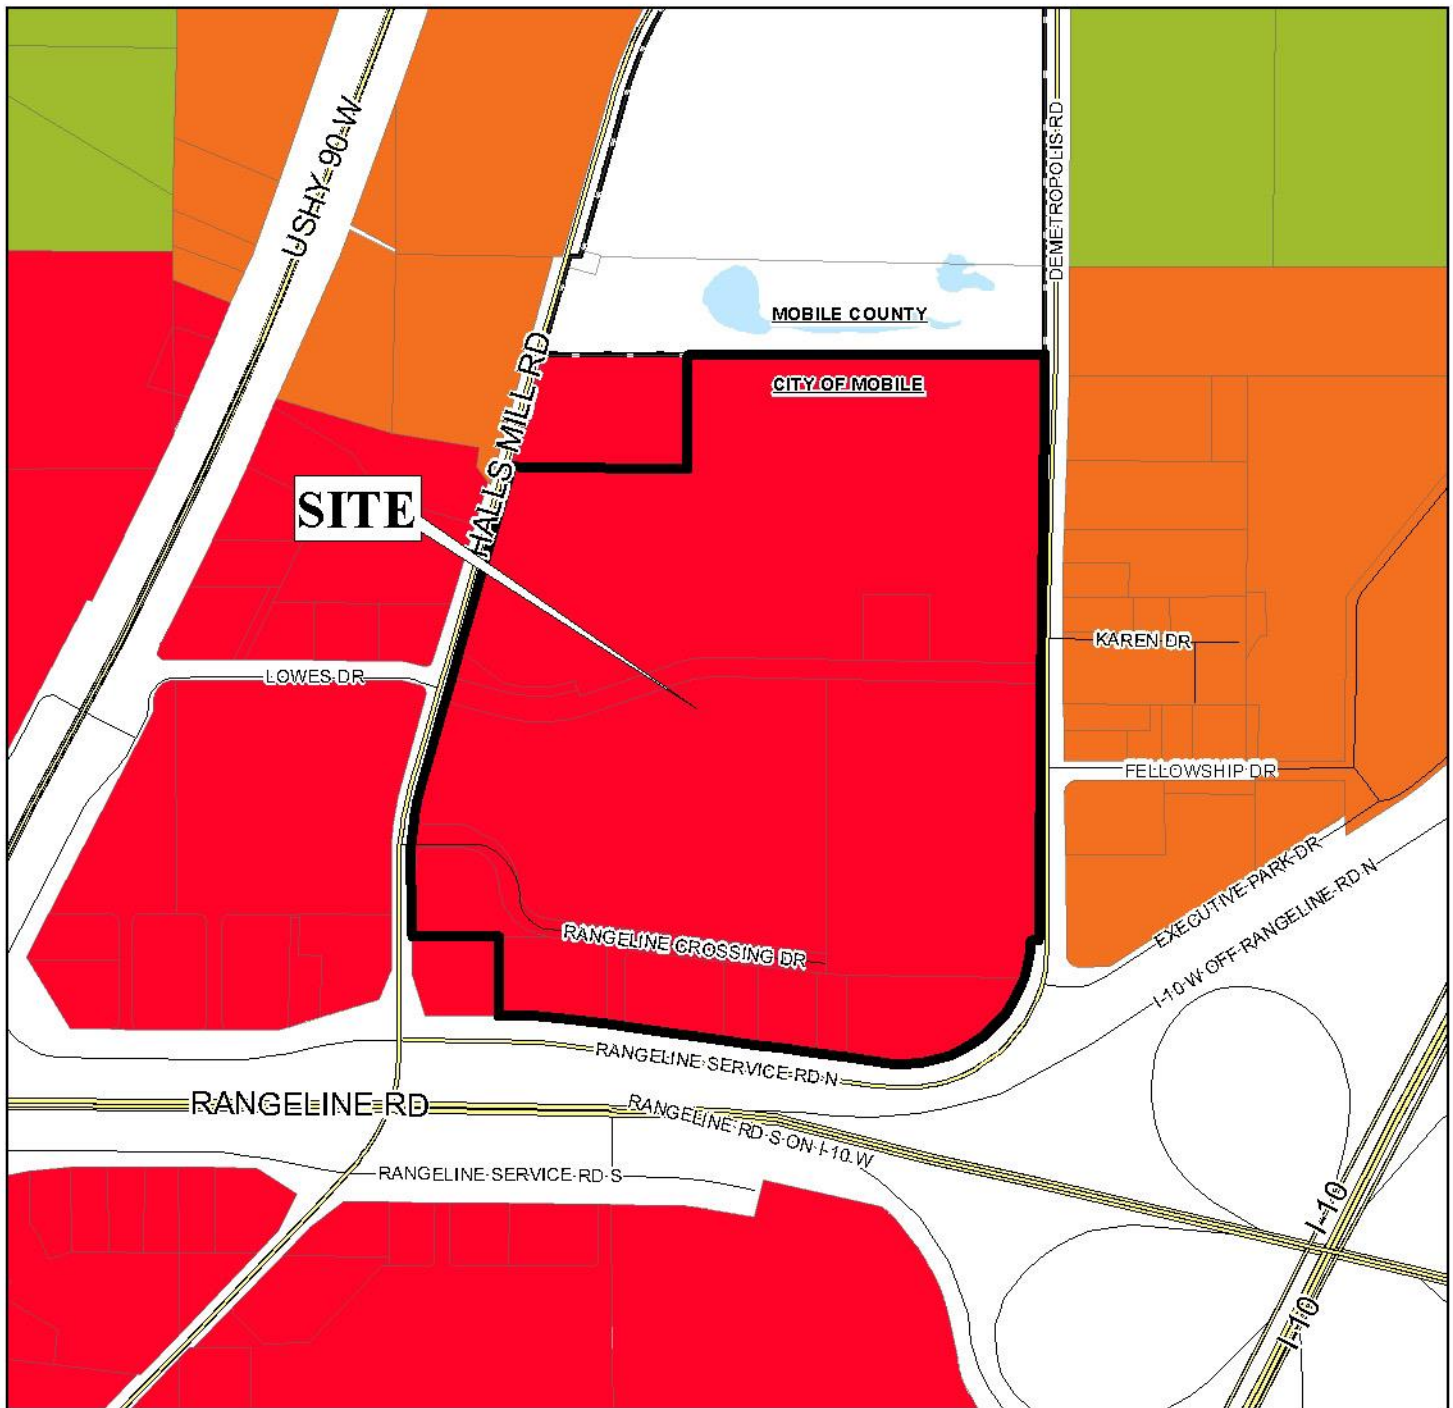 USHY 90 W
DEMETROPOLIS RD
MOBILE COUNTY
CITY OF MOBILE
HALLS MILL RD
SITE
KAREN DR
LOWES DR
FELLOWSHIP DR
EXECUTIVE PARK DR
RANGELINE CROSSING DR
I-10 W OFF RANGELINE RD N
RANGELINE SERVICE RD N
RANGELINE RD
RANGELINE RD S ON I-10 W
RANGELINE SERVICE RD S
I-10
I-10